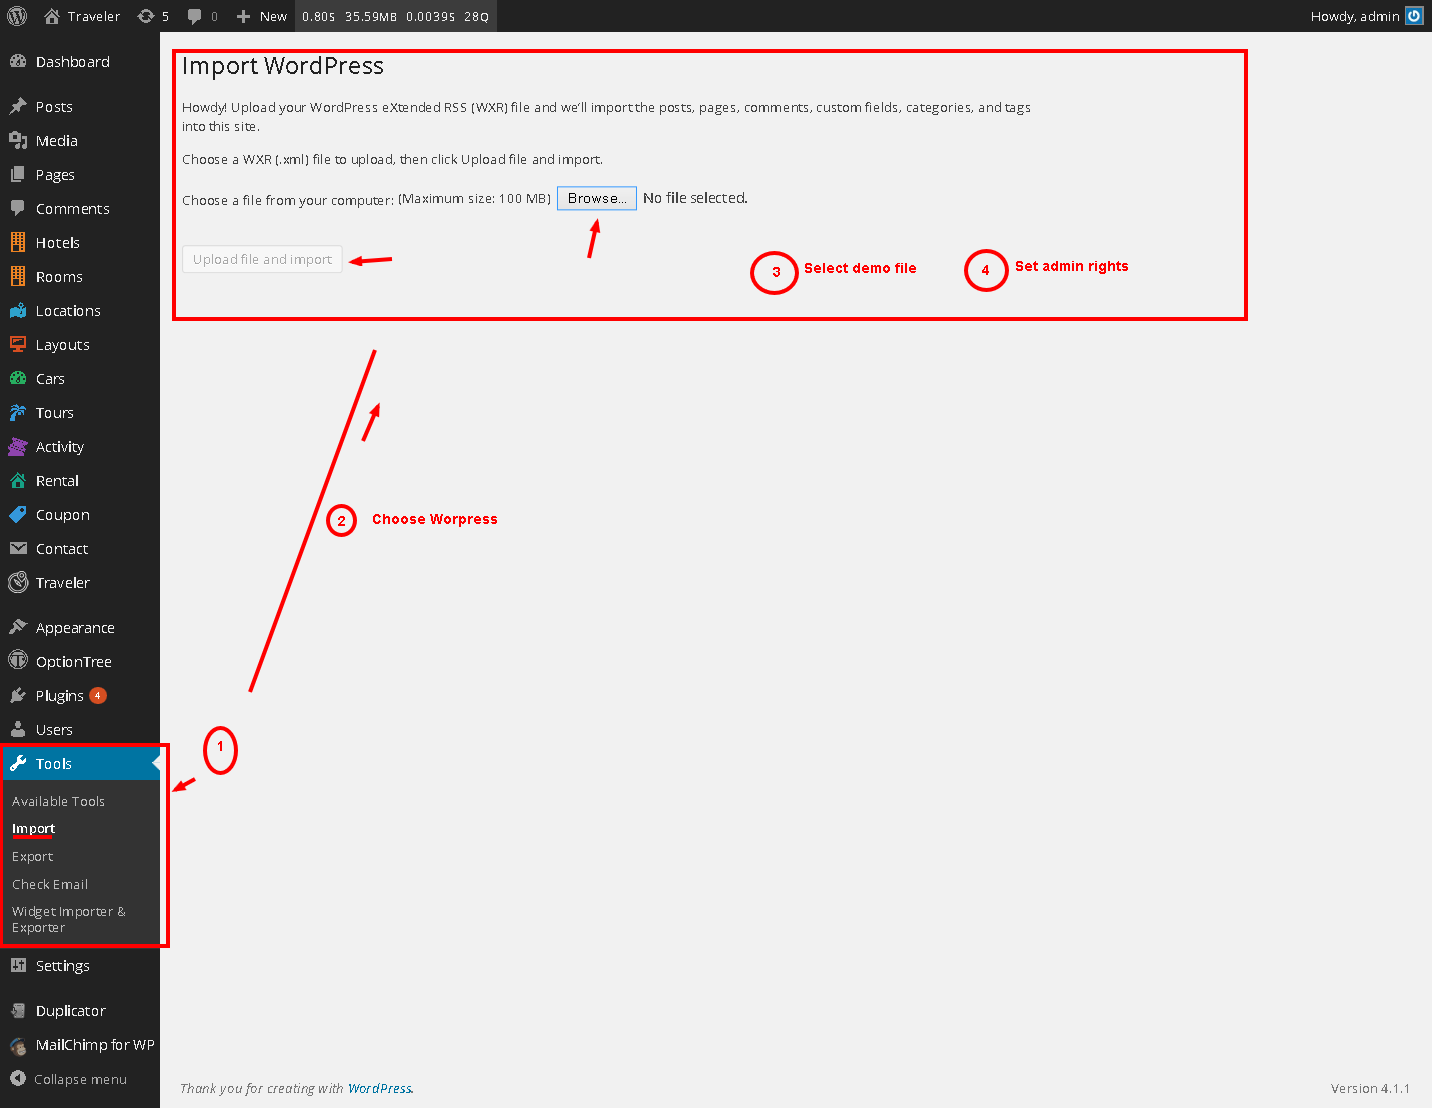 Traveler 5 0 New 0.80S 35.59MB 0.0039S 28Q Howdy, admin
Dashboard
Posts
Media
Pages
Comments
Hotels
Rooms
Locations
Layouts
Cars
Tours
Activity
Rental
Coupon
Contact
Traveler
Appearance
OptionTree
Plugins 4
Users
Tools
Available Tools
Import
Export
Check Email
Widget Importer &
Exporter
Settings
Duplicator
MailChimp for WP
Collapse menu
Import WordPress
Howdy! Upload your WordPress eXtended RSS (WXR) file and we'll import the posts, pages, comments, custom fields, categories, and tags
into this site.
Choose a WXR (.xml) file to upload, then click Upload file and import.
Choose a file from your computer: (Maximum size: 100 MB) Browse... No file selected.
Upload file and import
3 Select demo file
4 Set admin rights
2 Choose Worpress
1
Thank you for creating with WordPress.
Version 4.1.1